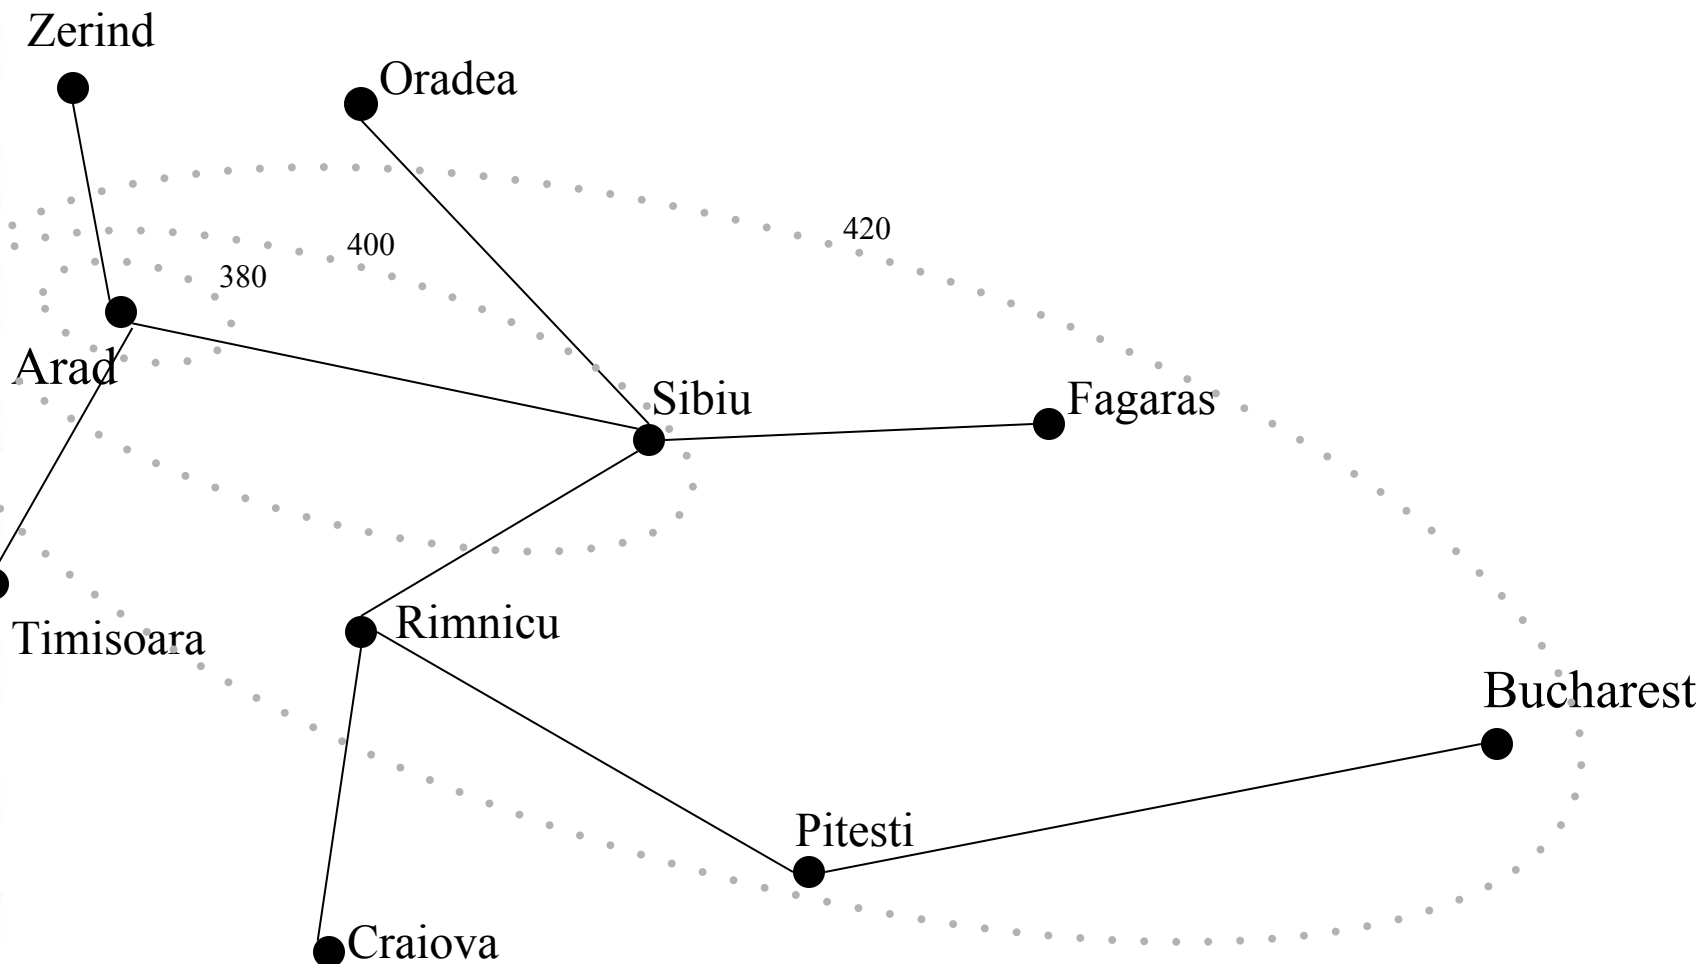 Zerind
Oradea
420
400
380
Arad
Sibiu
Fagaras
Rimnicu
Timisoara
Bucharest
Pitesti
Craiova